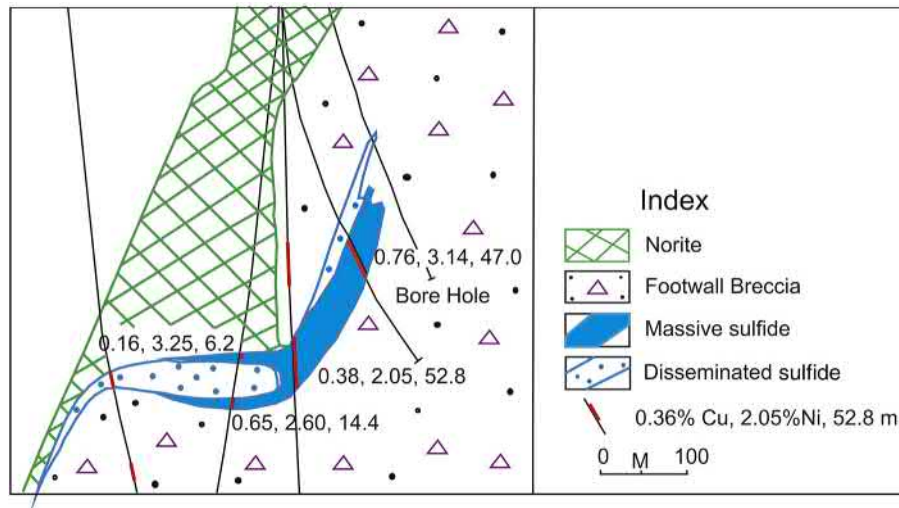 0.76, 3.14, 47.0
Bore Hole
0.16, 3.25, 6.2
0.38, 2.05, 52.8
0.65, 2.60, 14.4
Index
Norite
Footwall Breccia
Massive sulfide
Disseminated sulfide
0.36% Cu, 2.05%Ni, 52.8 m
0 M 100